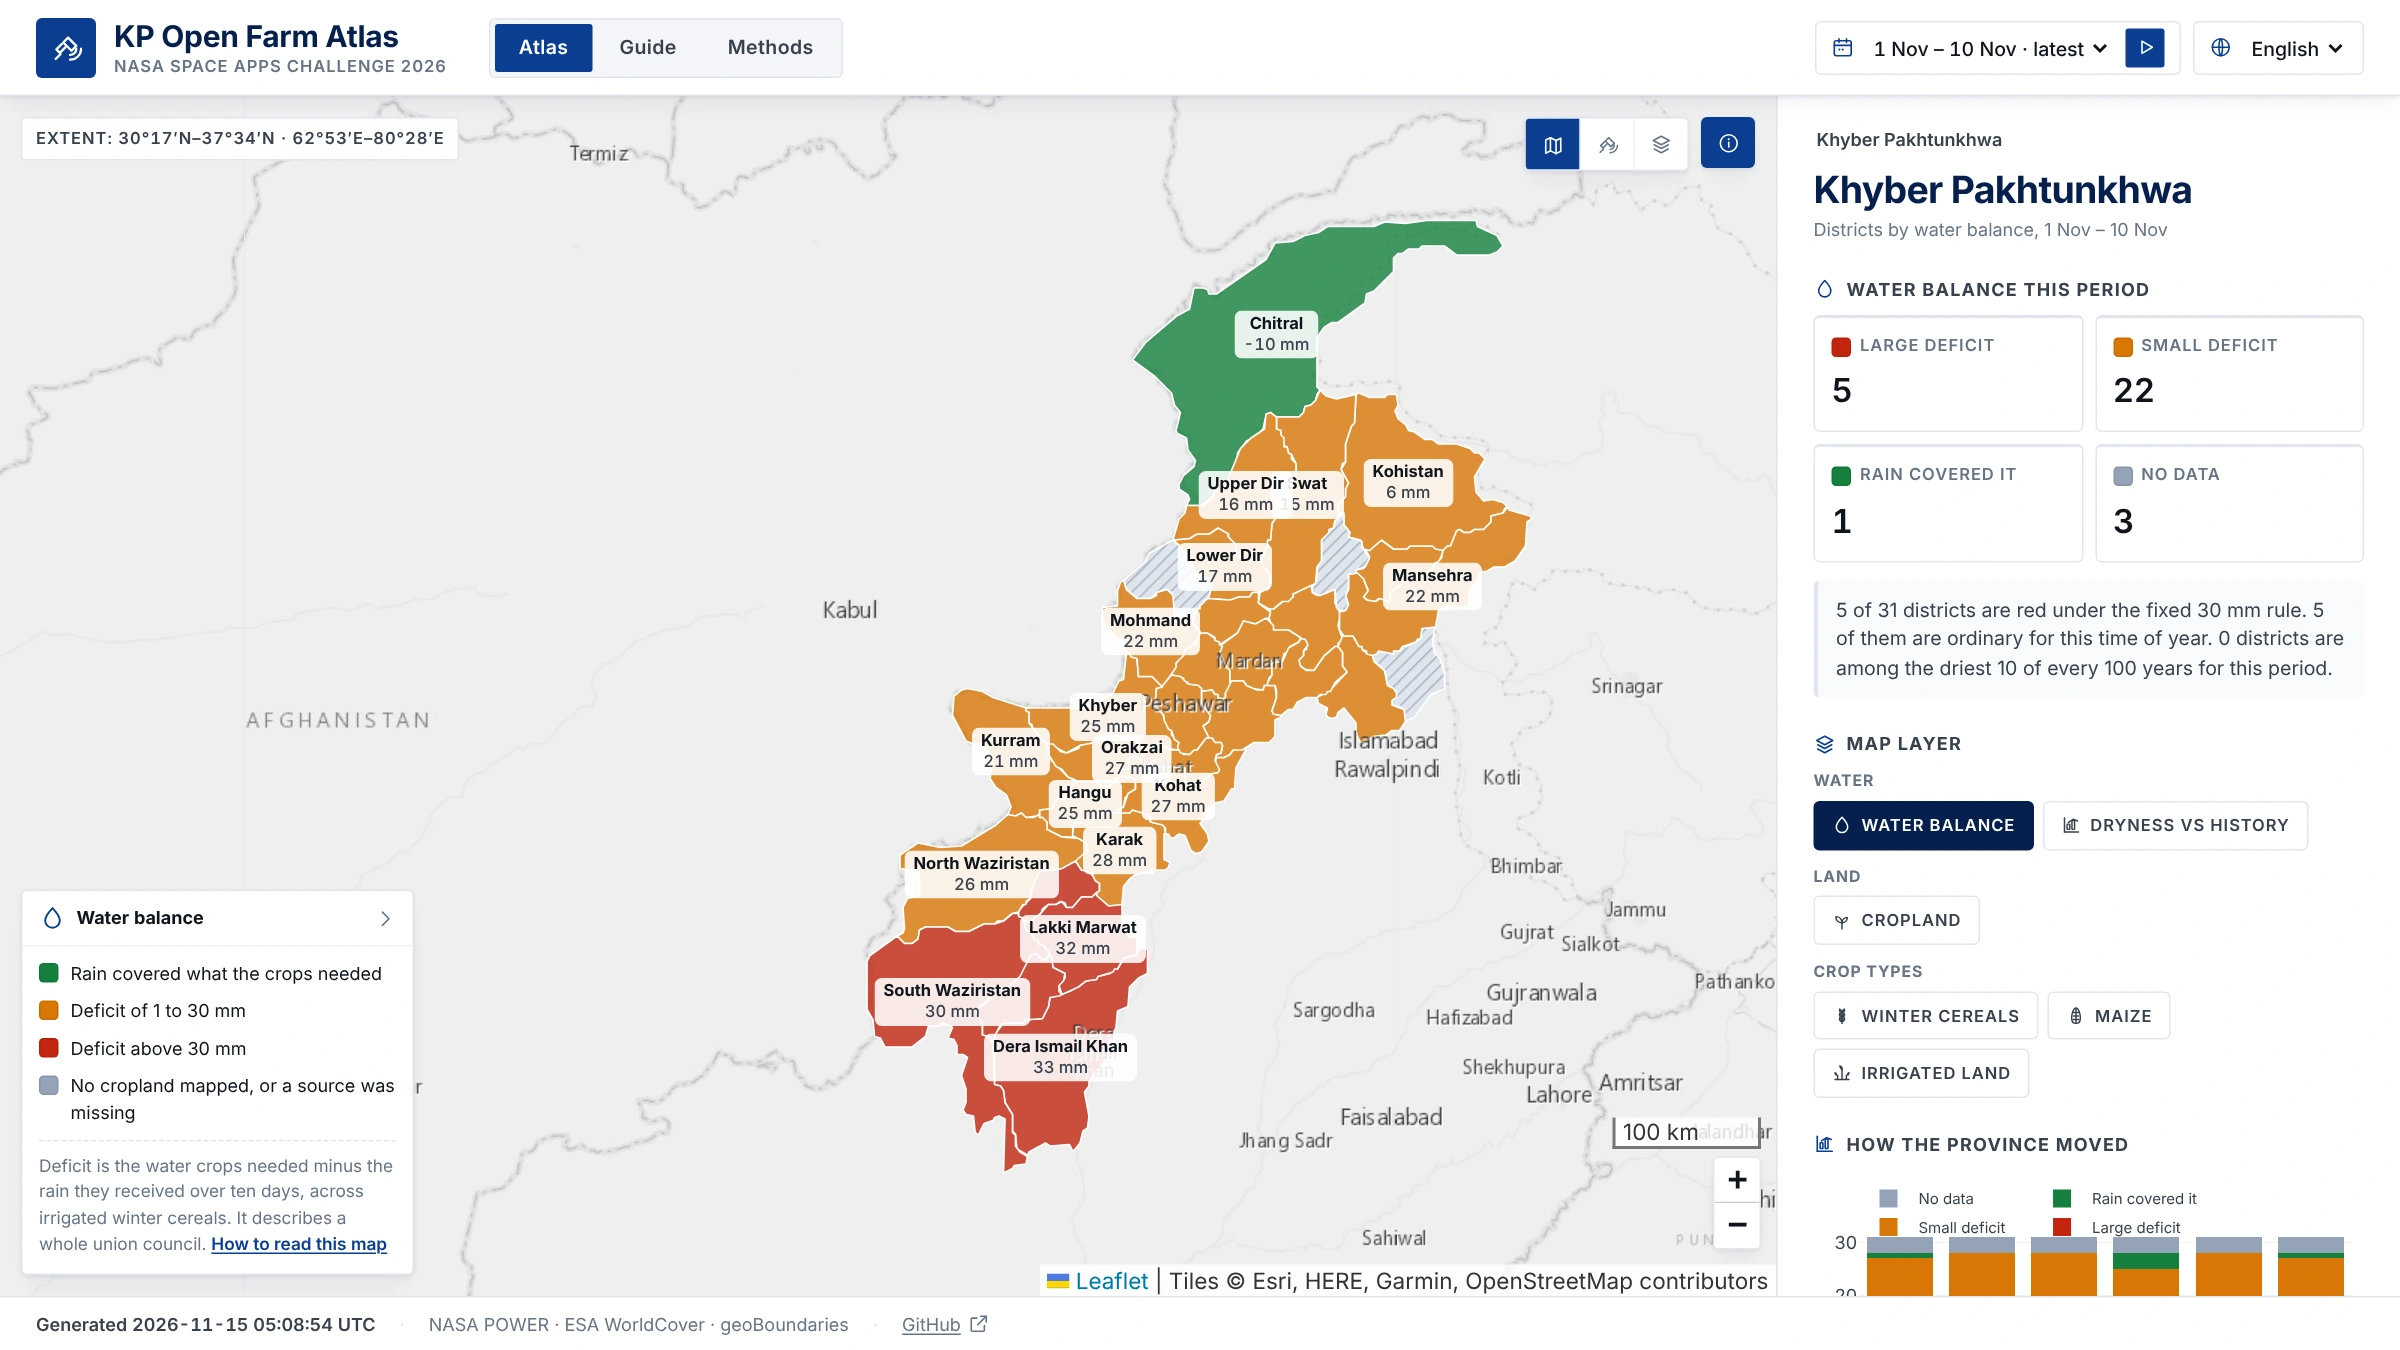 KP Open Farm Atlas
NASA SPACE APPS CHALLENGE 2026
Atlas
Guide
Methods
1 Nov – 10 Nov · latest
English
EXTENT: 30°17′N–37°34′N · 62°53′E–80°28′E
Termiz
Chitral
-10 mm
Upper Dir
16 mm
Swat
15 mm
Kohistan
6 mm
Lower Dir
17 mm
Mansehra
22 mm
Kabul
Mohmand
22 mm
Mardan
Srinagar
AFGHANISTAN
Khyber
25 mm
Peshawar
Kurram
21 mm
Orakzai
27 mm
Islamabad
Rawalpindi
Kotli
Hangu
25 mm
Kohat
27 mm
Karak
28 mm
Bhimbar
North Waziristan
26 mm
Jammu
Lakki Marwat
32 mm
Gujrat
Sialkot
South Waziristan
30 mm
Pathanko
Gujranwala
Sargodha
Hafizabad
Dera
Dera Ismail Khan
33 mm
Shekhupura
Lahore
Amritsar
Faisalabad
Jhang Sadr
100 km
Sahiwal
+
−
Water balance
Rain covered what the crops needed
Deficit of 1 to 30 mm
Deficit above 30 mm
No cropland mapped, or a source was
missing
Deficit is the water crops needed minus the
rain they received over ten days, across
irrigated winter cereals. It describes a
whole union council. How to read this map
Leaflet | Tiles © Esri, HERE, Garmin, OpenStreetMap contributors
Khyber Pakhtunkhwa
Khyber Pakhtunkhwa
Districts by water balance, 1 Nov – 10 Nov
WATER BALANCE THIS PERIOD
LARGE DEFICIT
5
SMALL DEFICIT
22
RAIN COVERED IT
1
NO DATA
3
5 of 31 districts are red under the fixed 30 mm rule. 5
of them are ordinary for this time of year. 0 districts are
among the driest 10 of every 100 years for this period.
MAP LAYER
WATER
WATER BALANCE
DRYNESS VS HISTORY
LAND
CROPLAND
CROP TYPES
WINTER CEREALS
MAIZE
IRRIGATED LAND
HOW THE PROVINCE MOVED
No data
Rain covered it
Small deficit
Large deficit
30
20
Generated 2026-11-15 05:08:54 UTC · NASA POWER · ESA WorldCover · geoBoundaries · GitHub